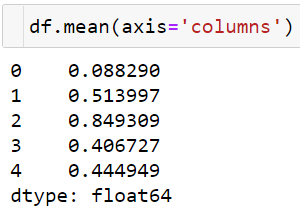 df.mean(axis='columns')
0    0.088290
1    0.513997
2    0.849309
3    0.406727
4    0.444949
dtype: float64